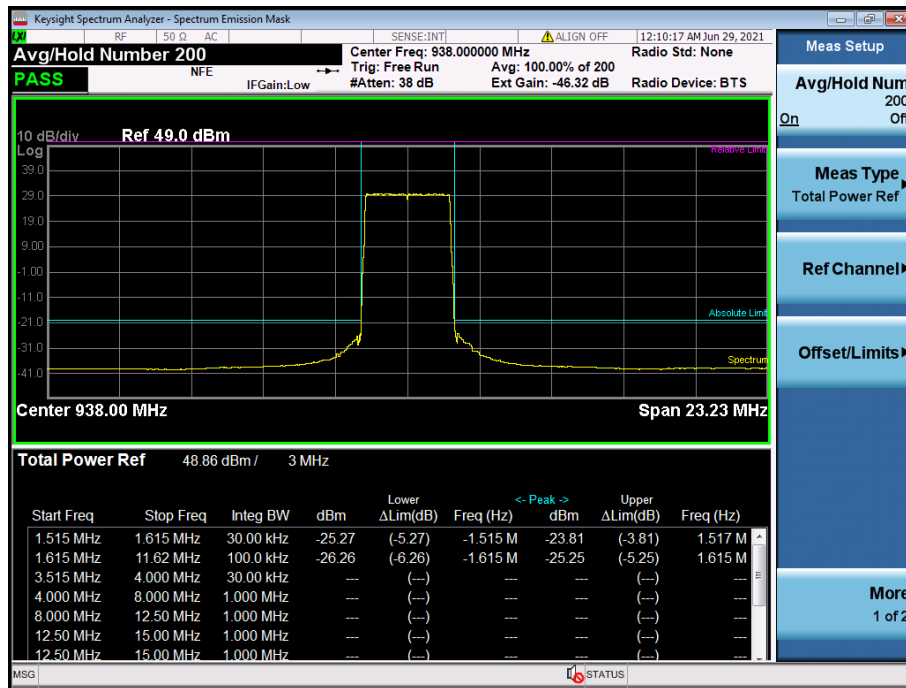 Keysight Spectrum Analyzer - Spectrum Emission Mask
LXI RF 50 Ω AC SENSE:INT ALIGN OFF 12:10:17 AM Jun 29, 2021
Avg/Hold Number 200 Center Freq: 938.000000 MHz Radio Std: None
Trig: Free Run Avg: 100.00% of 200
PASS NFE IFGain:Low #Atten: 38 dB Ext Gain: -46.32 dB Radio Device: BTS
10 dB/div Ref 49.0 dBm
Log
Relative Limit
39.0
29.0
19.0
9.00
-1.00
-11.0
Absolute Limit
-21.0
-31.0
Spectrum
-41.0
Center 938.00 MHz Span 23.23 MHz
Total Power Ref 48.86 dBm / 3 MHz
Lower <- Peak -> Upper
Start Freq Stop Freq Integ BW dBm ΔLim(dB) Freq (Hz) dBm ΔLim(dB) Freq (Hz)
1.515 MHz 1.615 MHz 30.00 kHz -25.27 (-5.27) -1.515 M -23.81 (-3.81) 1.517 M
1.615 MHz 11.62 MHz 100.0 kHz -26.26 (-6.26) -1.615 M -25.25 (-5.25) 1.615 M
3.515 MHz 4.000 MHz 30.00 kHz --- (---) --- --- (---) ---
4.000 MHz 8.000 MHz 1.000 MHz --- (---) --- --- (---) ---
8.000 MHz 12.50 MHz 1.000 MHz --- (---) --- --- (---) ---
12.50 MHz 15.00 MHz 1.000 MHz --- (---) --- --- (---) ---
12.50 MHz 15.00 MHz 1.000 MHz --- (---) --- --- (---) ---
MSG STATUS
Meas Setup
Avg/Hold Num
200
On Off
Meas Type
Total Power Ref
Ref Channel
Offset/Limits
More
1 of 2